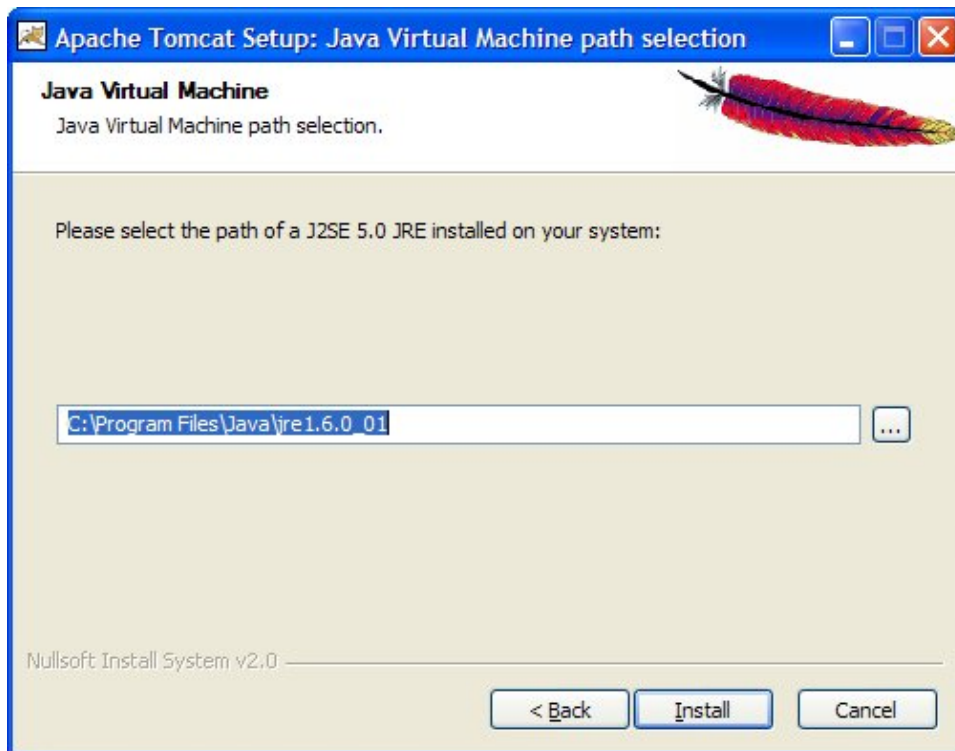 Apache Tomcat Setup: Java Virtual Machine path selection
Java Virtual Machine
Java Virtual Machine path selection.
Please select the path of a J2SE 5.0 JRE installed on your system:
C:\Program Files\Java\jre1.6.0_01
...
Nullsoft Install System v2.0
< Back
Install
Cancel